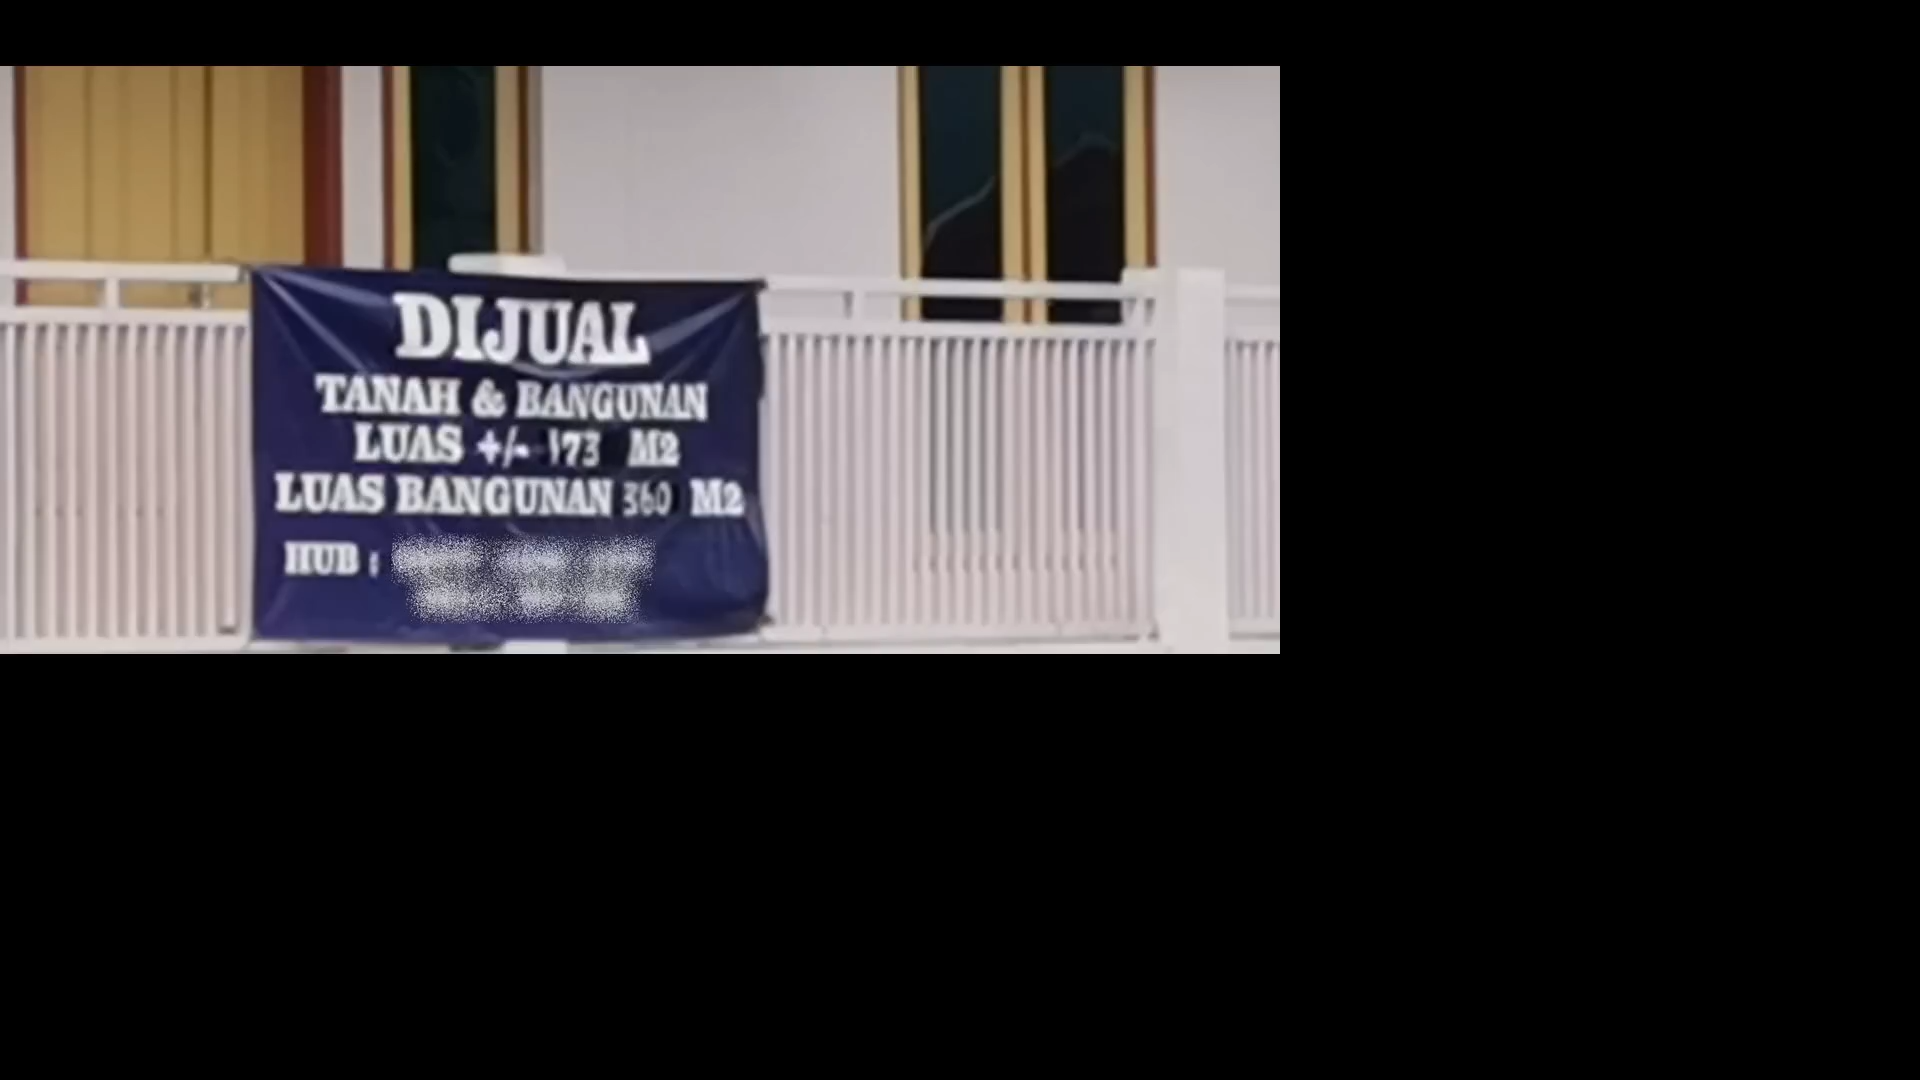 DIJUAL
TANAH & BANGUNAN
LUAS +/- 173 M2
LUAS BANGUNAN 360 M2
HUB :